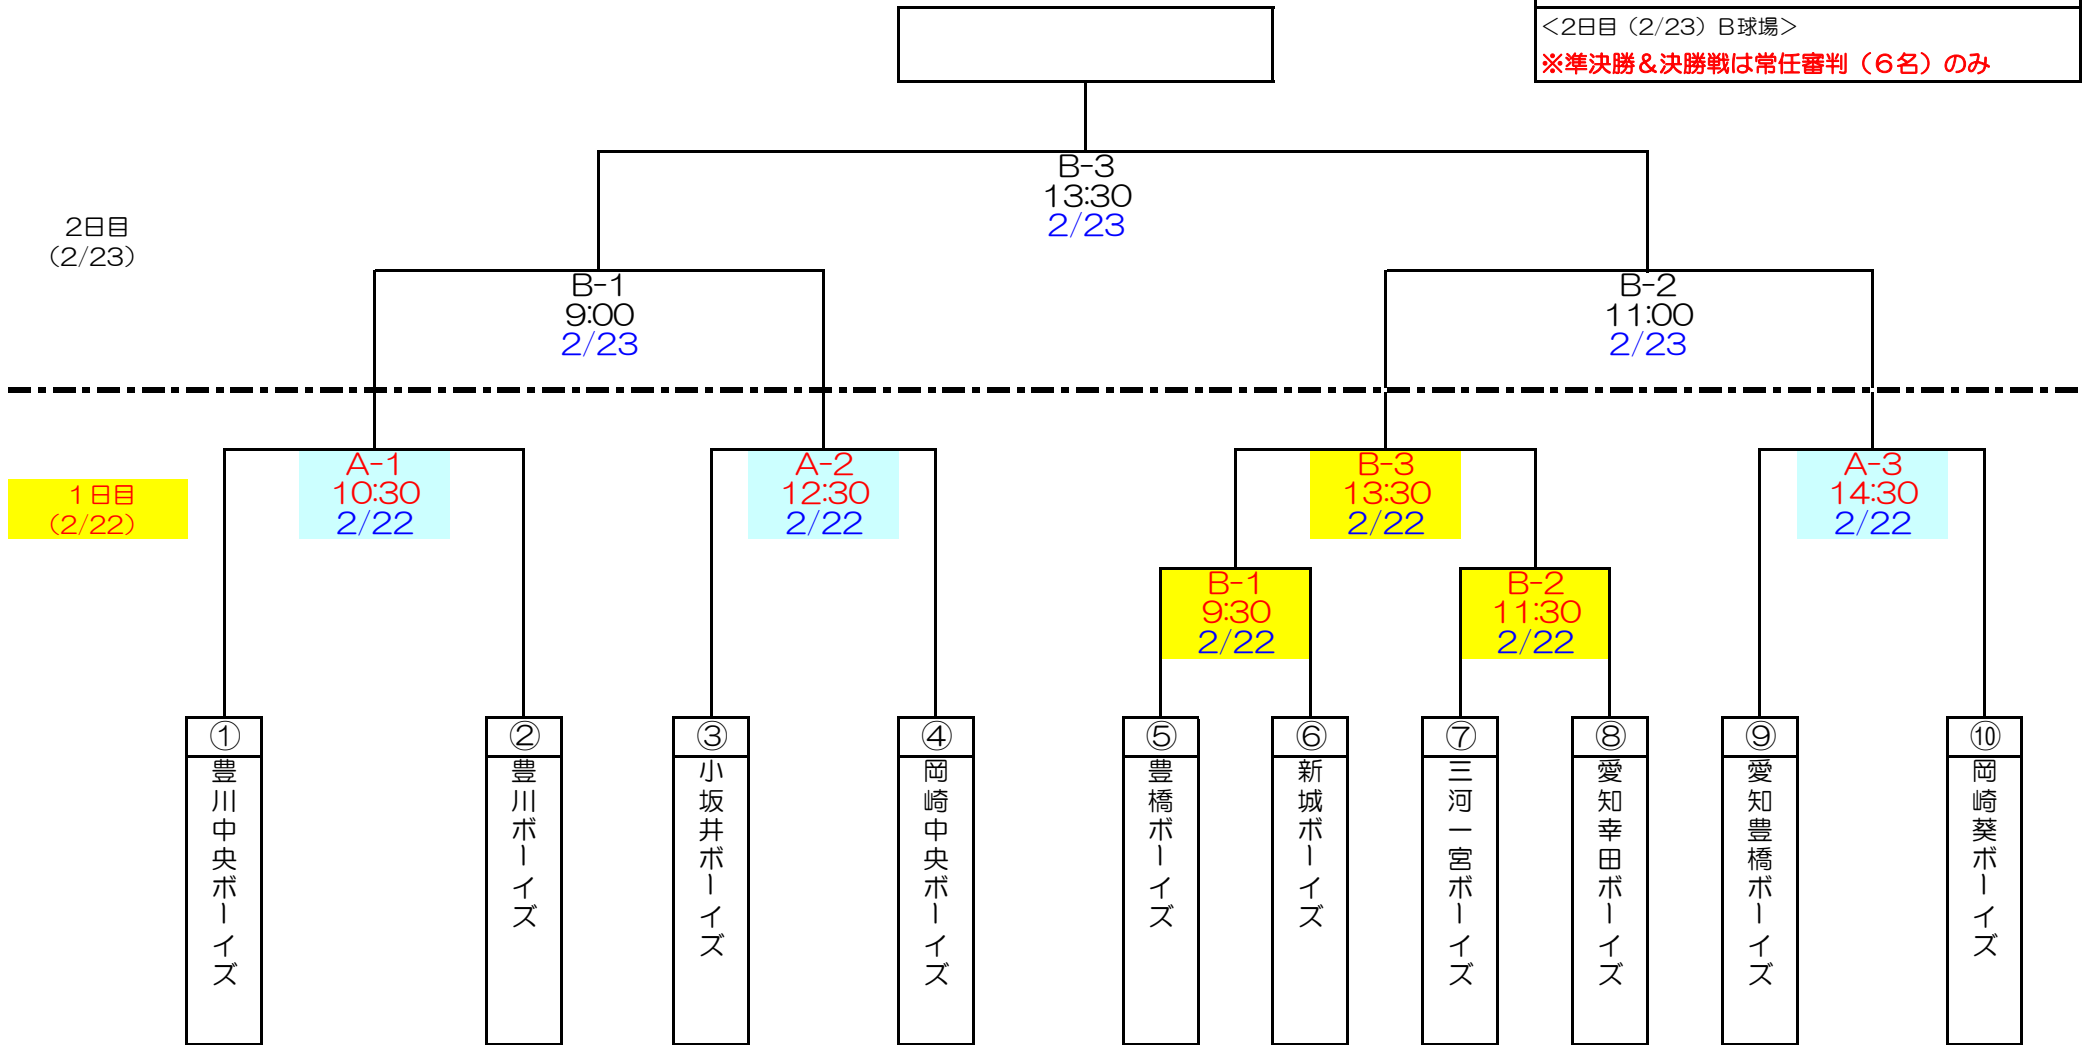 <2日目（2/23）B球場>
※準決勝＆決勝戦は常任審判（６名）のみ
B-3
13:30
2/23
2日目
（2/23）
B-1
9:00
2/23
B-2
11:00
2/23
1日目
（2/22）
A-1
10:30
2/22
A-2
12:30
2/22
B-3
13:30
2/22
A-3
14:30
2/22
B-1
9:30
2/22
B-2
11:30
2/22
①
豊川中央ボーイズ
②
豊川ボーイズ
③
小坂井ボーイズ
④
岡崎中央ボーイズ
⑤
豊橋ボーイズ
⑥
新城ボーイズ
⑦
三河一宮ボーイズ
⑧
愛知幸田ボーイズ
⑨
愛知豊橋ボーイズ
⑩
岡崎葵ボーイズ